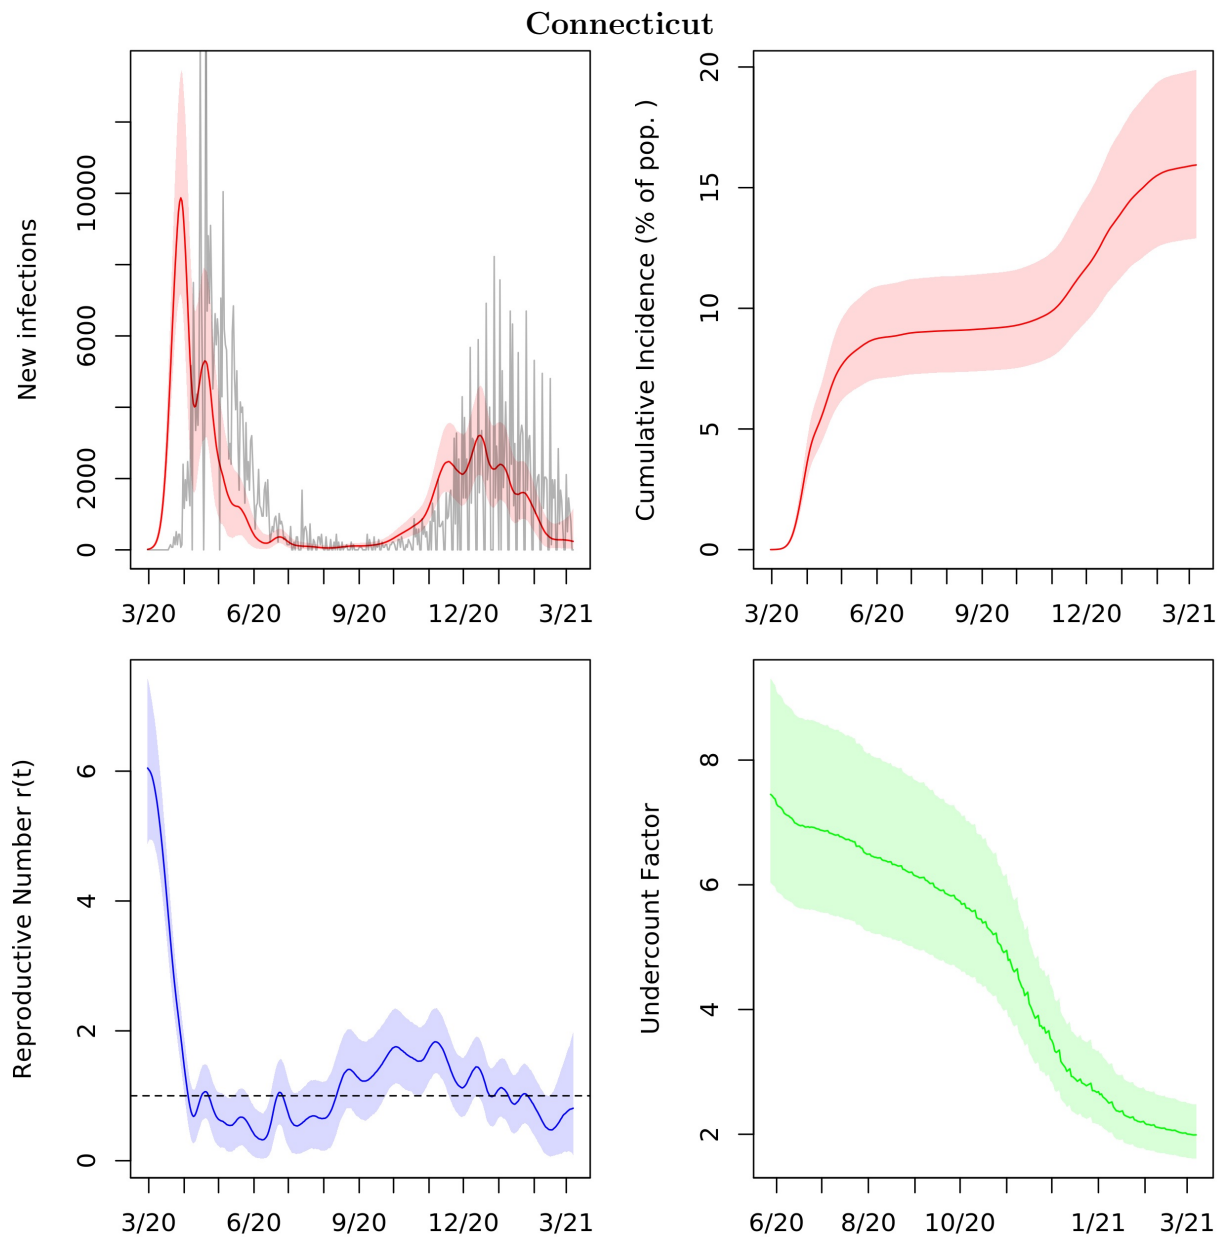 Connecticut
New infections
0
2000
6000
10000
3/20 6/20 9/20 12/20 3/21
Cumulative Incidence (% of pop. )
0
5
10
15
20
3/20 6/20 9/20 12/20 3/21
Reproductive Number r(t)
0
2
4
6
3/20 6/20 9/20 12/20 3/21
Undercount Factor
2
4
6
8
6/20 8/20 10/20 1/21 3/21